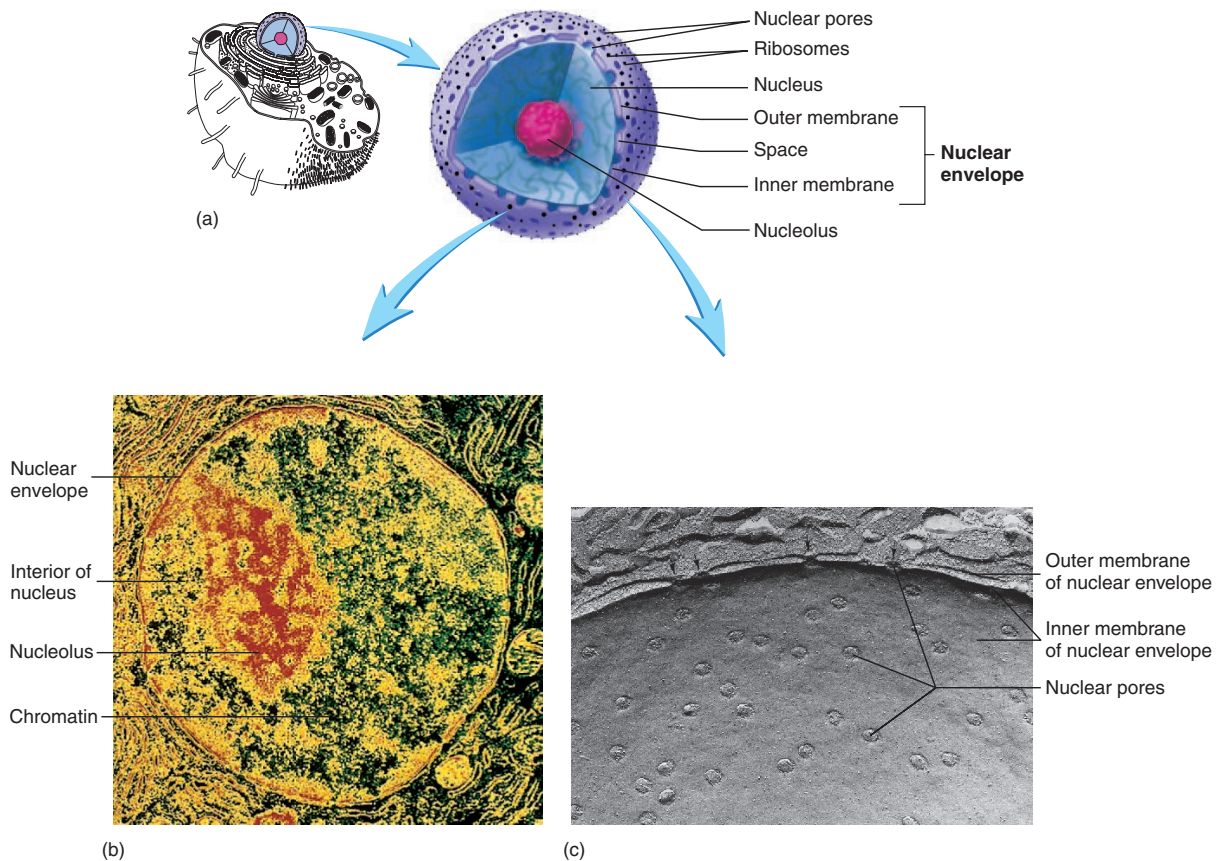 Nuclear pores
Ribosomes
Nucleus
Outer membrane
Space
Inner membrane
Nuclear
envelope
Nucleolus
(a)
Nuclear
envelope
Interior of
nucleus
Nucleolus
Chromatin
(b)
Outer membrane
of nuclear envelope
Inner membrane
of nuclear envelope
Nuclear pores
(c)